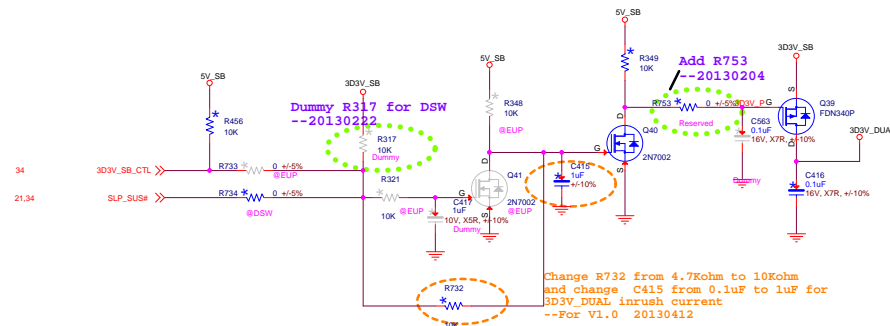 5V_SB
R349
10K
Add R753
--20130204
3D3V_SB
5V_SB
R348
10K
@EUP
R753
0
+/-5%
3D3V_P
Reserved
G
S
D
Q39
FDN340P
3D3V_DUAL
5V_SB
R456
10K
3D3V_SB
Dummy R317 for DSW
--20130222
R317
10K
Dummy
D
Q40
2N7002
G
S
C563
0.1uF
16V, X7R, +/-10%
Dummy
C416
0.1uF
16V, X7R, +/-10%
34
3D3V_SB_CTL
R733
0
+/-5%
@EUP
21,34
SLP_SUS#
R734
0
+/-5%
@DSW
R321
10K
@EUP
G
D
S
Q41
2N7002
@EUP
C415
1uF
+/-10%
C417
1uF
10V, X5R, +/-10%
Dummy
R732
10K
Change R732 from 4.7Kohm to 10Kohm
and change C415 from 0.1uF to 1uF for
3D3V_DUAL inrush current
--For V1.0 20130412